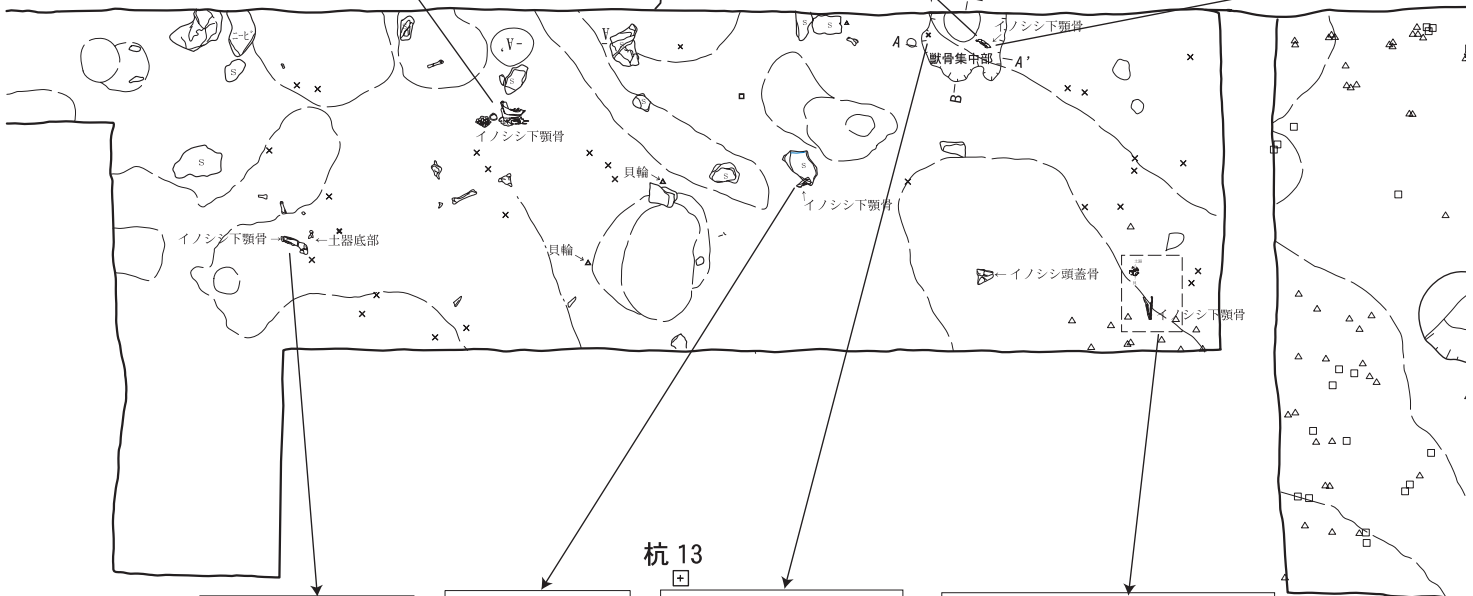 ニービ
S
V-
S
V
S
S
イノシシ下顎骨
A
獣骨集中部
A'
B
イノシシ下顎骨
S
S
S
S
貝輪→
イノシシ下顎骨
イノシシ下顎骨→
←土器底部
貝輪
←イノシシ頭蓋骨
イノシシ下顎骨
杭 13